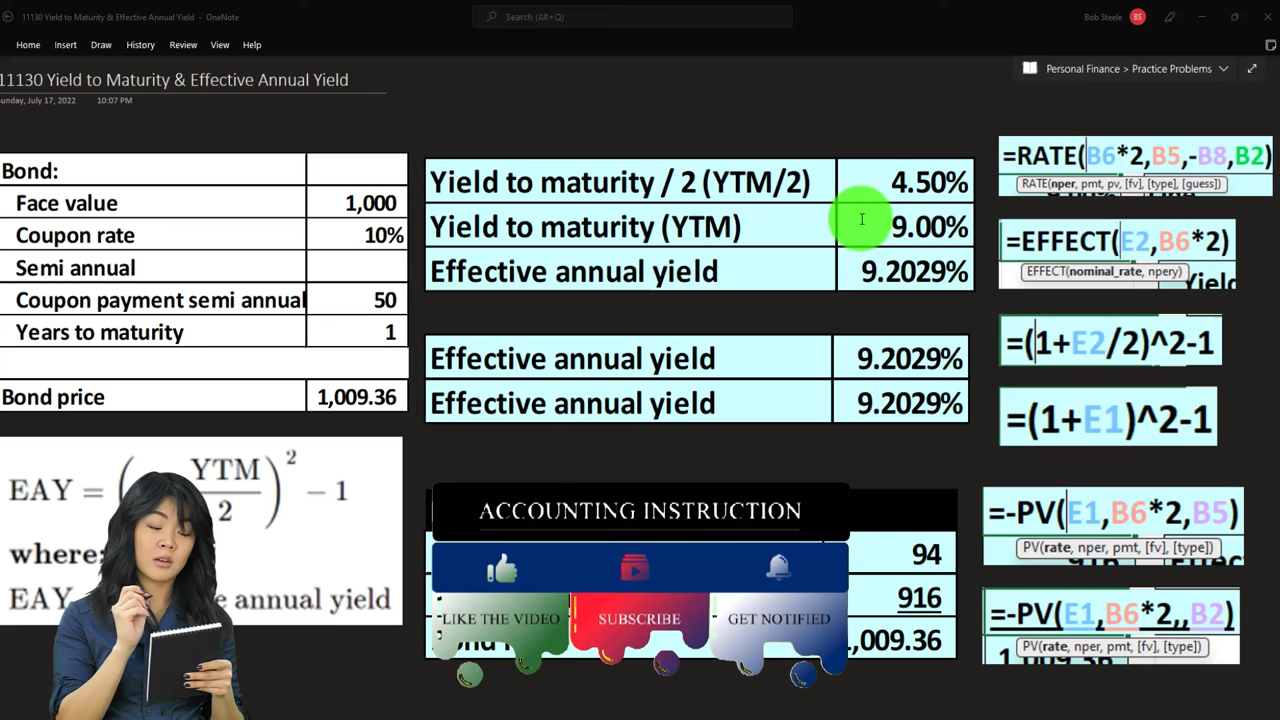 11130 Yield to Maturity & Effective Annual Yield - OneNote
Search (Alt+Q)
Bob Steele
BS
Home Insert Draw History Review View Help
11130 Yield to Maturity & Effective Annual Yield
unday, July 17, 2022 10:07 PM
Personal Finance > Practice Problems
Bond:
Face value 1,000
Coupon rate 10%
Semi annual
Coupon payment semi annual 50
Years to maturity 1
Bond price 1,009.36
Yield to maturity / 2 (YTM/2) 4.50%
Yield to maturity (YTM) 9.00%
Effective annual yield 9.2029%
Effective annual yield 9.2029%
Effective annual yield 9.2029%
=RATE(B6*2,B5,-B8,B2)
RATE(nper, pmt, pv, [fv], [type], [guess])
=EFFECT(E2,B6*2)
EFFECT(nominal_rate, npery)
Yield
=(1+E2/2)^2-1
=(1+E1)^2-1
=-PV(E1,B6*2,B5)
PV(rate, nper, pmt, [fv], [type])
=-PV(E1,B6*2,,B2)
PV(rate, nper, pmt, [fv], [type])
EAY = ( YTM
2 )2 − 1
where:
EAY e annual yield
ACCOUNTING INSTRUCTION
LIKE THE VIDEO SUBSCRIBE GET NOTIFIED
94
916
1,009.36